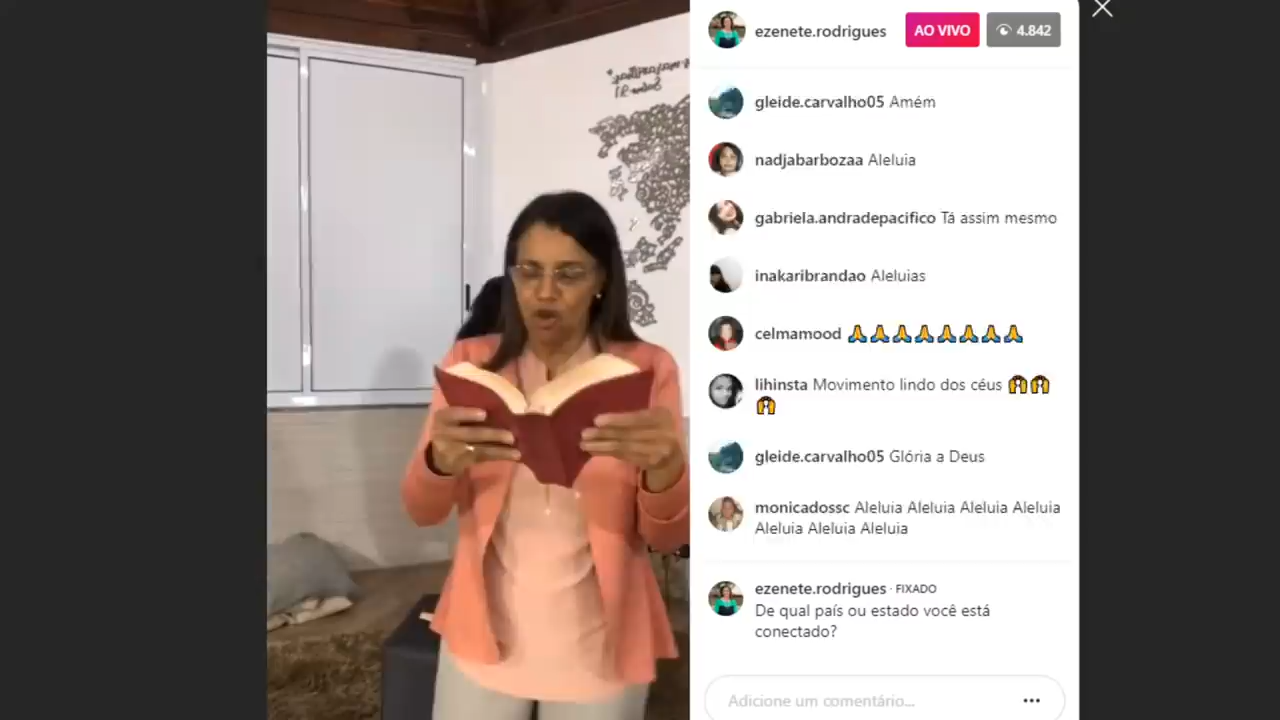 ezenete.rodrigues AO VIVO 4.842
gleide.carvalho05 Amém
nadjabarbozaa Aleluia
gabriela.andradepacifico Tá assim mesmo
inakaribrandao Aleluias
celmamood 🙏🙏🙏🙏🙏🙏🙏🙏
lihinsta Movimento lindo dos céus 🙌🙌
🙌
gleide.carvalho05 Glória a Deus
monicadossc Aleluia Aleluia Aleluia Aleluia
Aleluia Aleluia Aleluia
ezenete.rodrigues · FIXADO
De qual país ou estado você está
conectado?
Adicione um comentário...